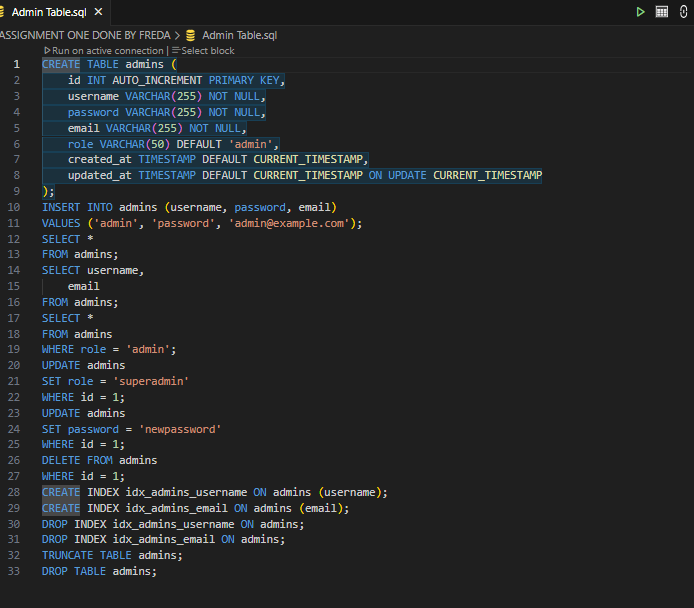 Admin Table.sql ×
ASSIGNMENT ONE DONE BY FREDA > Admin Table.sql
Run on active connection | Select block
1 CREATE TABLE admins (
2 id INT AUTO_INCREMENT PRIMARY KEY,
3 username VARCHAR(255) NOT NULL,
4 password VARCHAR(255) NOT NULL,
5 email VARCHAR(255) NOT NULL,
6 role VARCHAR(50) DEFAULT 'admin',
7 created_at TIMESTAMP DEFAULT CURRENT_TIMESTAMP,
8 updated_at TIMESTAMP DEFAULT CURRENT_TIMESTAMP ON UPDATE CURRENT_TIMESTAMP
9 );
10 INSERT INTO admins (username, password, email)
11 VALUES ('admin', 'password', 'admin@example.com');
12 SELECT *
13 FROM admins;
14 SELECT username,
15 email
16 FROM admins;
17 SELECT *
18 FROM admins
19 WHERE role = 'admin';
20 UPDATE admins
21 SET role = 'superadmin'
22 WHERE id = 1;
23 UPDATE admins
24 SET password = 'newpassword'
25 WHERE id = 1;
26 DELETE FROM admins
27 WHERE id = 1;
28 CREATE INDEX idx_admins_username ON admins (username);
29 CREATE INDEX idx_admins_email ON admins (email);
30 DROP INDEX idx_admins_username ON admins;
31 DROP INDEX idx_admins_email ON admins;
32 TRUNCATE TABLE admins;
33 DROP TABLE admins;